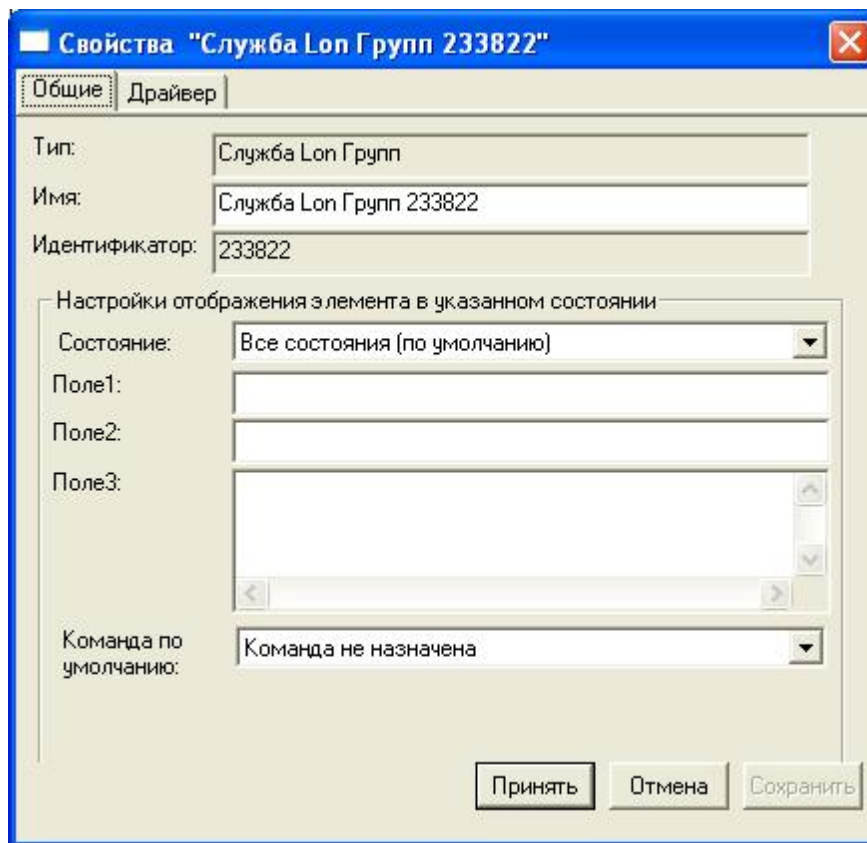 Свойства "Служба Lon Групп 233822"
Общие Драйвер
Тип: Служба Lon Групп
Имя: Служба Lon Групп 233822
Идентификатор: 233822
Настройки отображения элемента в указанном состоянии
Состояние: Все состояния (по умолчанию)
Поле1:
Поле2:
Поле3:
Команда по умолчанию: Команда не назначена
Принять Отмена Сохранить